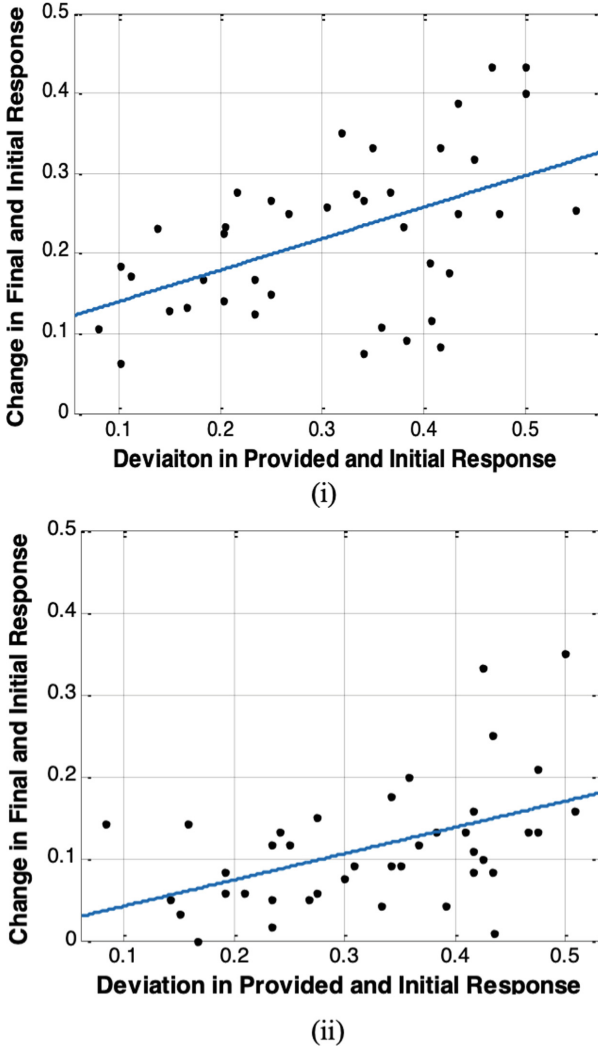 0.5
0.4
0.3
0.2
0.1
0
Change in Final and Initial Response
0.1 0.2 0.3 0.4 0.5
Deviaiton in Provided and Initial Response
(i)
0.5
0.4
0.3
0.2
0.1
0
Change in Final and Initial Response
0.1 0.2 0.3 0.4 0.5
Deviation in Provided and Initial Response
(ii)